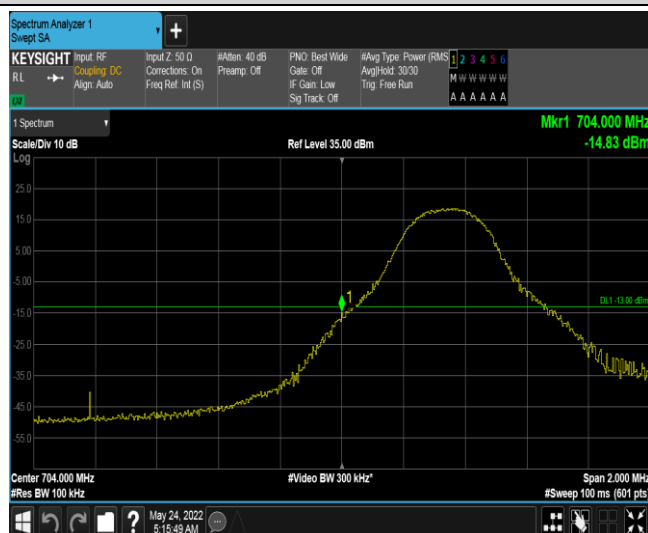 Spectrum Analyzer 1
Swept SA
+
KEYSIGHT
RL
LXI
Input: RF
Coupling: DC
Align: Auto
Input Z: 50 Ω
Corrections: On
Freq Ref: Int (S)
#Atten: 40 dB
Preamp: Off
PNO: Best Wide
Gate: Off
IF Gain: Low
Sig Track: Off
#Avg Type: Power (RMS
Avg|Hold: 30/30
Trig: Free Run
1 2 3 4 5 6
M W W W W W
A A A A A A
1 Spectrum
Mkr1 704.000 MHz
-14.83 dBm
Scale/Div 10 dB
Ref Level 35.00 dBm
Log
25.0
15.0
5.00
-5.00
-15.0
-25.0
-35.0
-45.0
-55.0
1
DL1 -13.00 dBm
Center 704.000 MHz
#Video BW 300 kHz*
Span 2.000 MHz
#Res BW 100 kHz
#Sweep 100 ms (601 pts)
?
May 24, 2022
5:15:49 AM